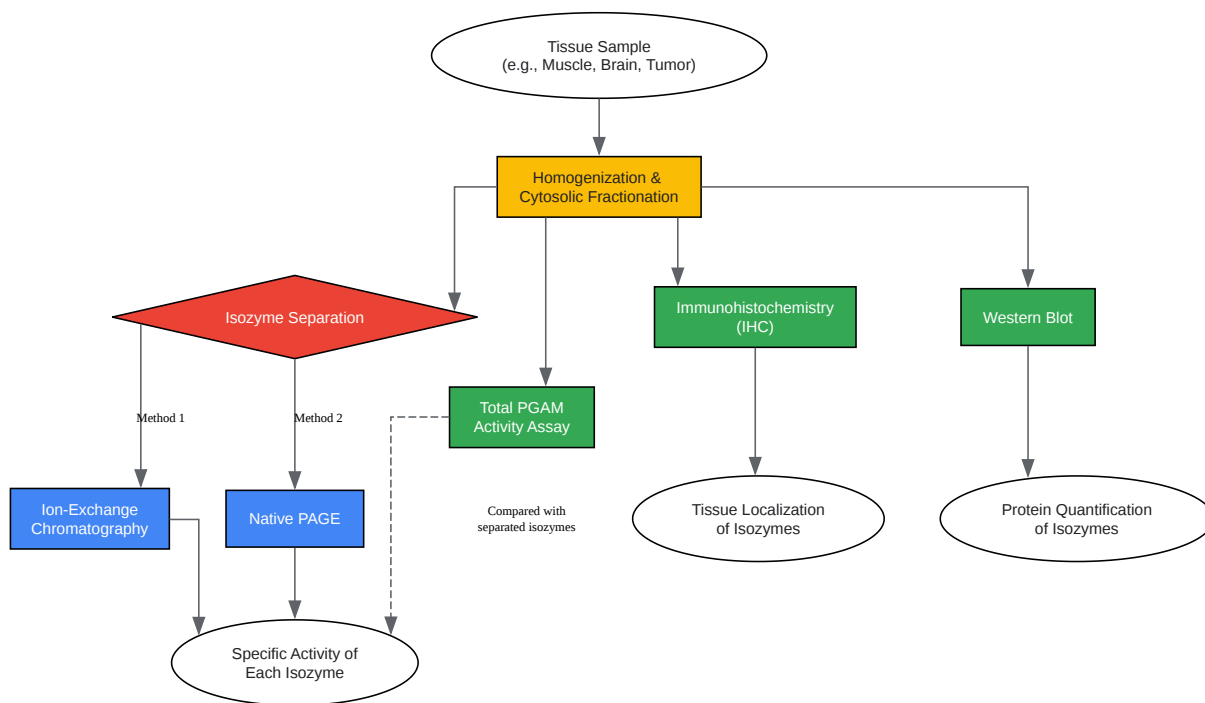 Tissue Sample
(e.g., Muscle, Brain, Tumor)
Homogenization &
Cytosolic Fractionation
Isozyme Separation
Immunohistochemistry
(IHC)
Western Blot
Method 1
Method 2
Total PGAM
Activity Assay
Ion-Exchange
Chromatography
Native PAGE
Compared with
separated isozymes
Tissue Localization
of Isozymes
Protein Quantification
of Isozymes
Specific Activity of
Each Isozyme